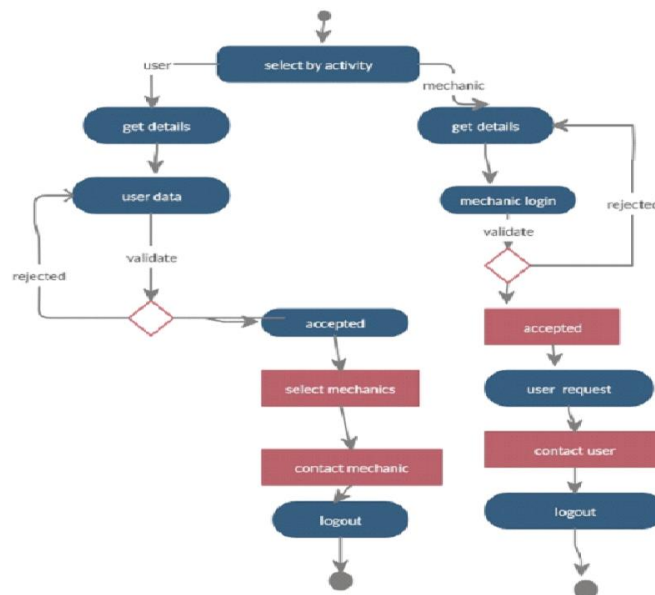 select by activity
user
mechanic
get details
get details
user data
mechanic login
rejected
validate
validate
rejected
accepted
accepted
select mechanics
user request
contact mechanic
contact user
logout
logout